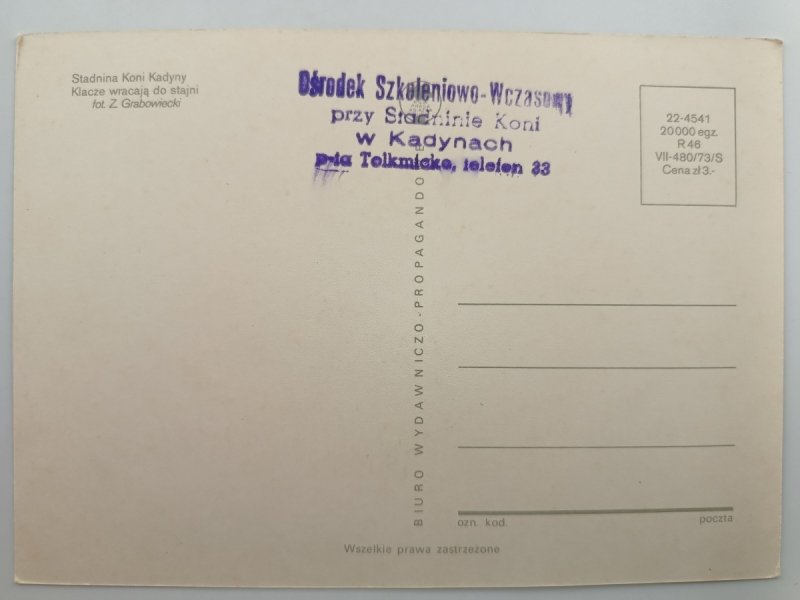 Stadnina Koni Kadyny
Klacze wracają do stajni
fot. Z. Grabowiecki
Ośrodek Szkoleniowo-Wczasowy
przy Stadninie Koni
w Kadynach
p-ta Tolkmicko, telefon 33
22-4541
20 000 egz.
R 46
VII-480/73/S
Cena zł 3.-
BIURO WYDAWNICZO-PROPAGANDOWE
ozn. kod.
poczta
Wszelkie prawa zastrzeżone